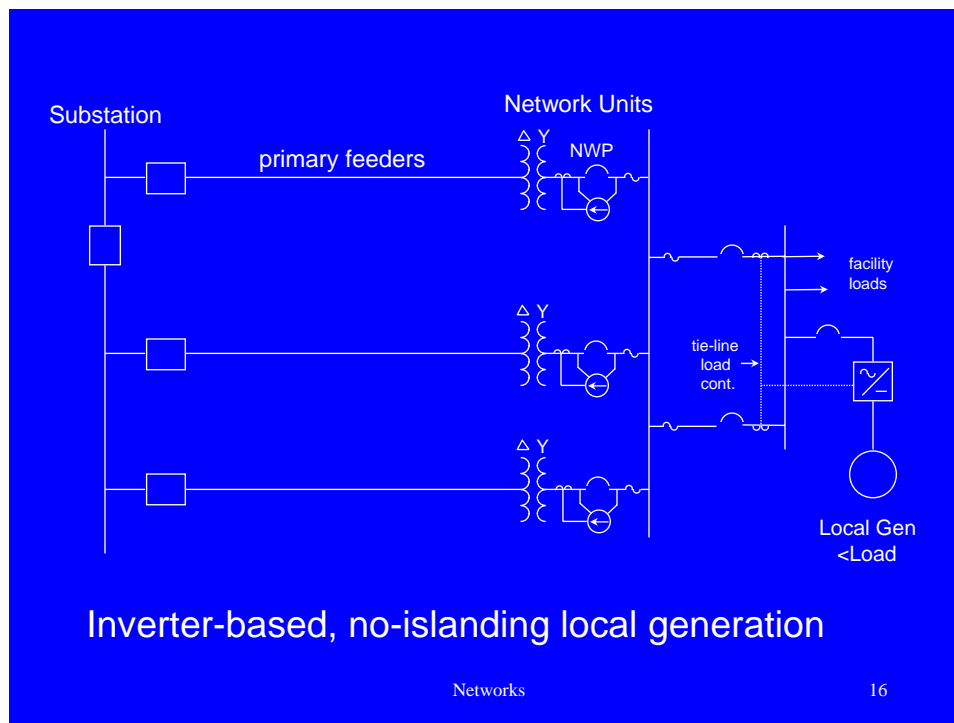 Substation
Network Units
Δ Y
NWP
primary feeders
facility
loads
Δ Y
tie-line
load
cont.
Δ Y
Local Gen
<Load
Inverter-based, no-islanding local generation
Networks
16